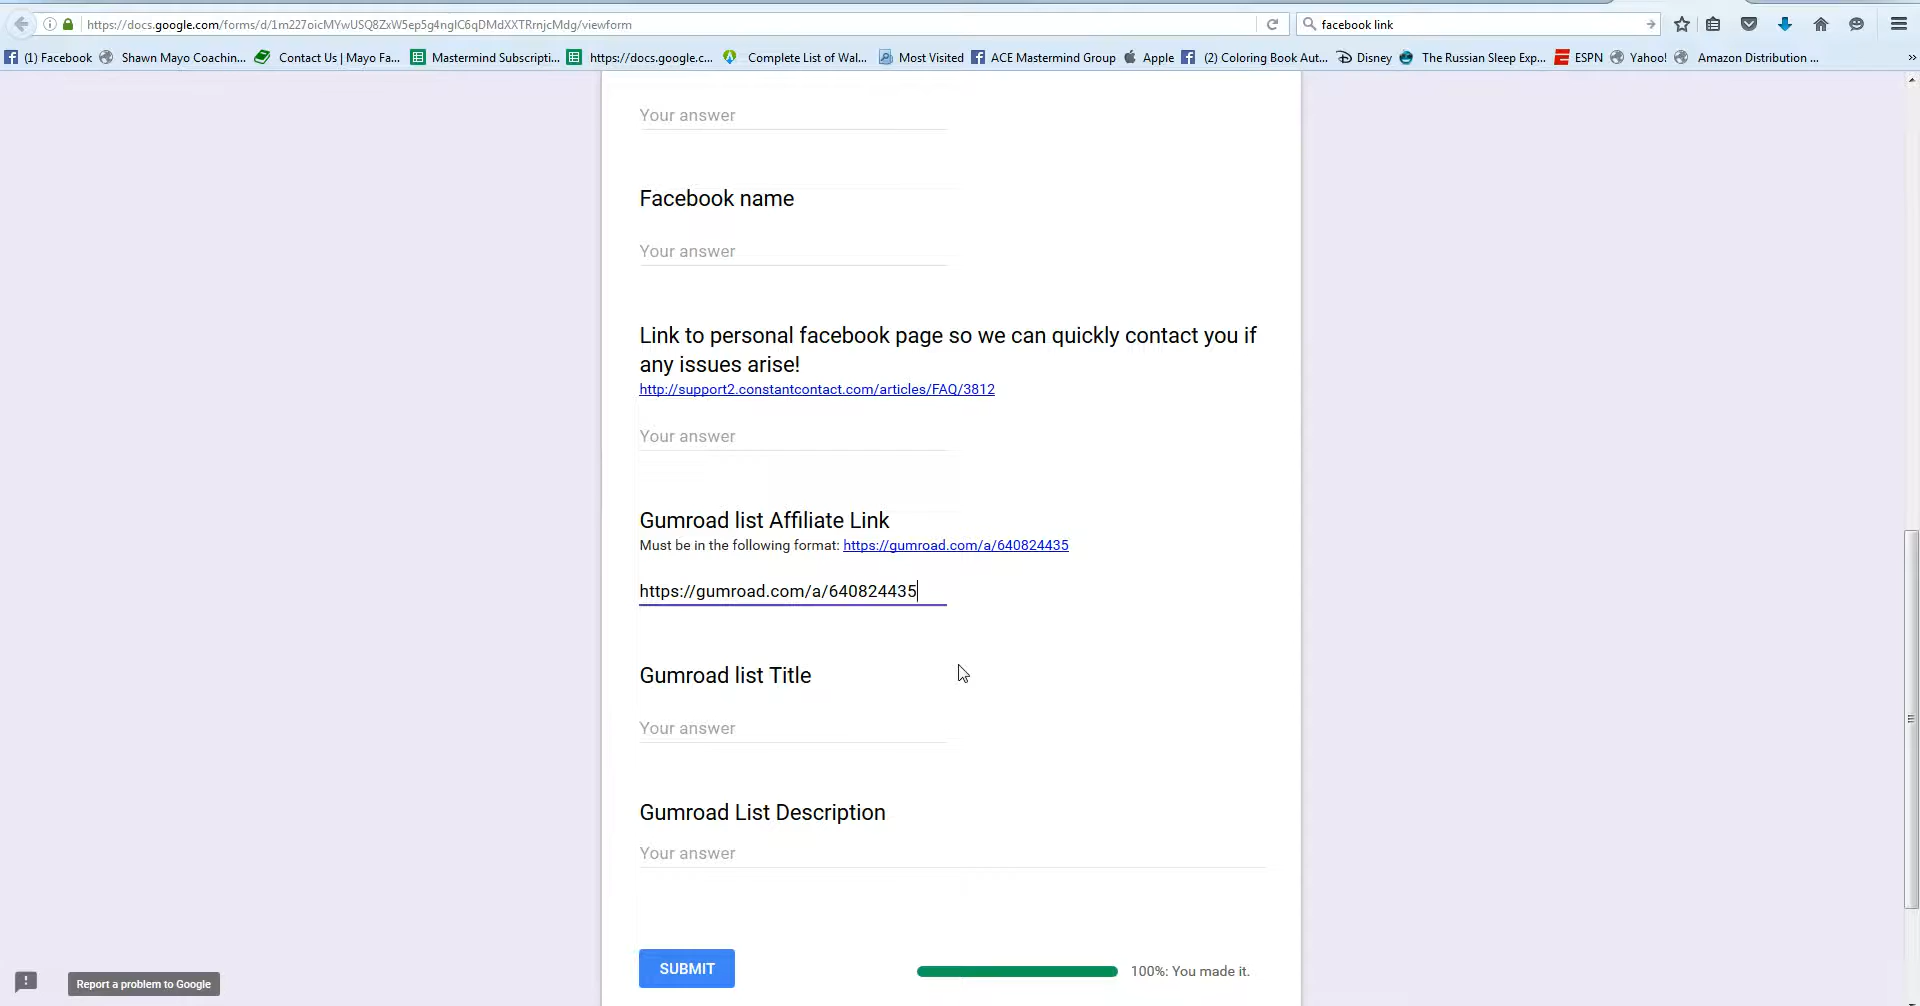 https://docs.google.com/forms/d/1m227oicMYwUSQ8ZxW5ep5g4nglC6qDMdXXTRrnjcMdg/viewform
facebook link
(1) Facebook Shawn Mayo Coachin... Contact Us | Mayo Fa... Mastermind Subscripti... https://docs.google.c... Complete List of Wal... Most Visited ACE Mastermind Group Apple (2) Coloring Book Aut... Disney The Russian Sleep Exp... ESPN Yahoo! Amazon Distribution ... »
Your answer
Facebook name
Your answer
Link to personal facebook page so we can quickly contact you if
any issues arise!
http://support2.constantcontact.com/articles/FAQ/3812
Your answer
Gumroad list Affiliate Link
Must be in the following format: https://gumroad.com/a/640824435
https://gumroad.com/a/640824435
Gumroad list Title
Your answer
Gumroad List Description
Your answer
SUBMIT
100%: You made it.
Report a problem to Google